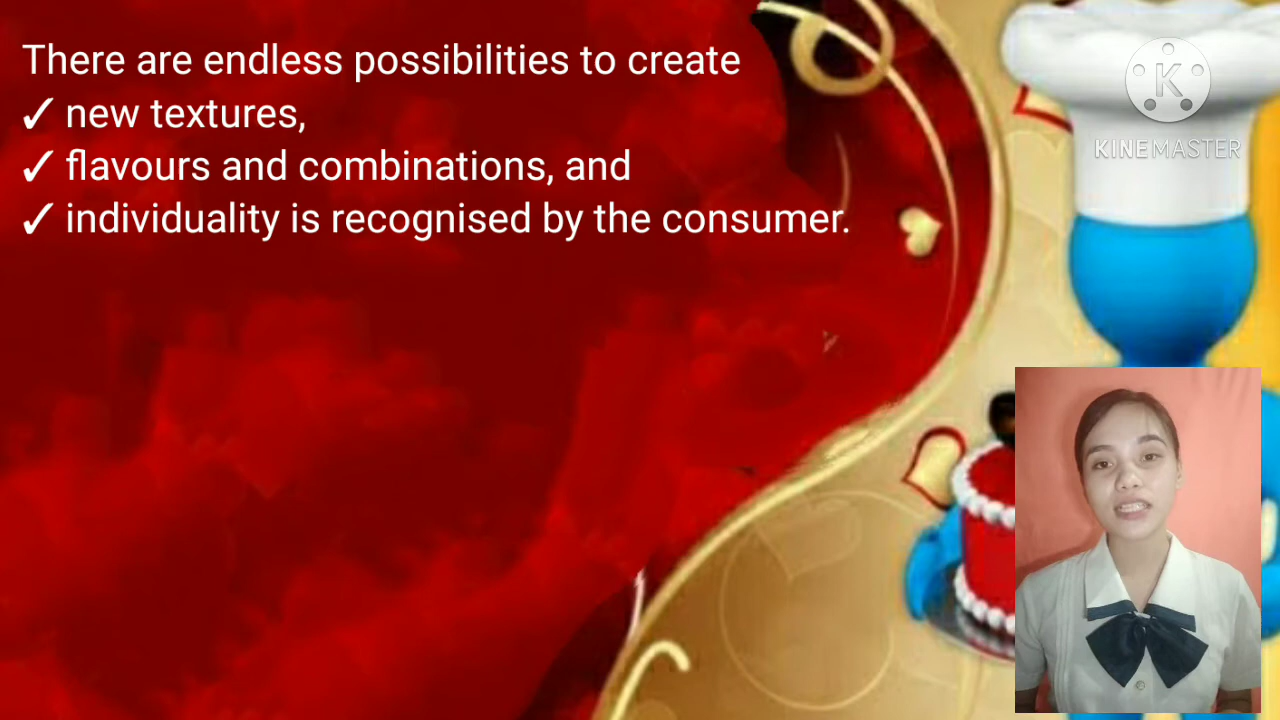 There are endless possibilities to create
✓ new textures,
✓ flavours and combinations, and
✓ individuality is recognised by the consumer.
K
KINEMASTER